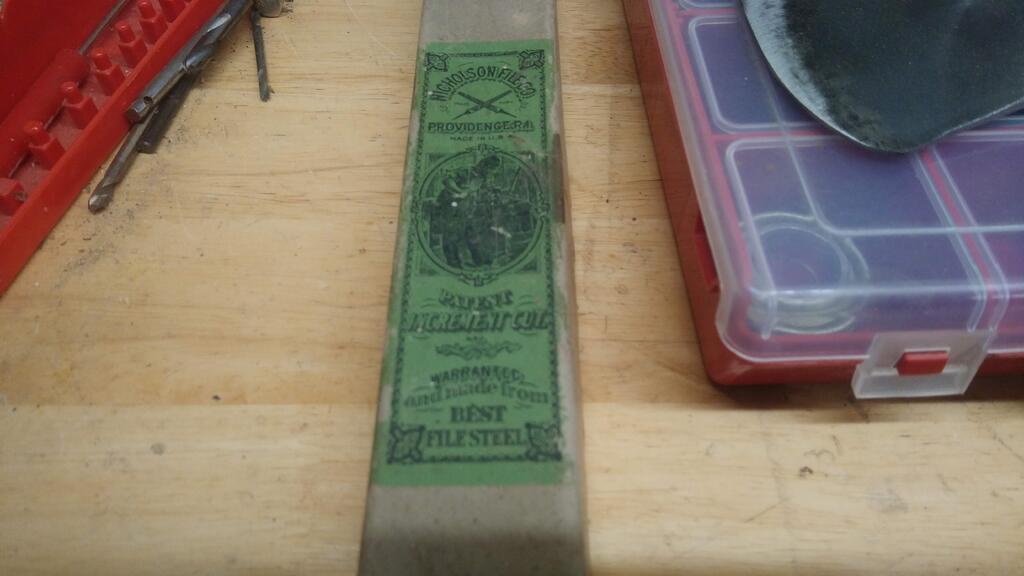 NICHOLSON FILE CO.
PROVIDENCE, R.I.
MADE IN U.S.A.
PATENT
INCREMENT CUT
WARRANTED
and made from
BEST
FILE STEEL